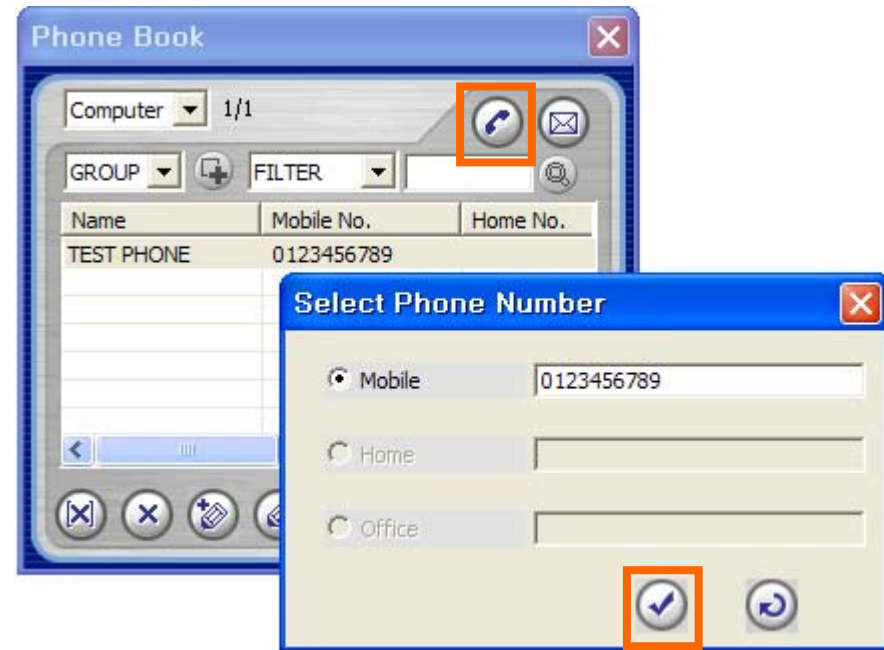 Phone Book
Computer 1/1
GROUP FILTER
Name Mobile No. Home No.
TEST PHONE 0123456789
Select Phone Number
Mobile 0123456789
Home
Office